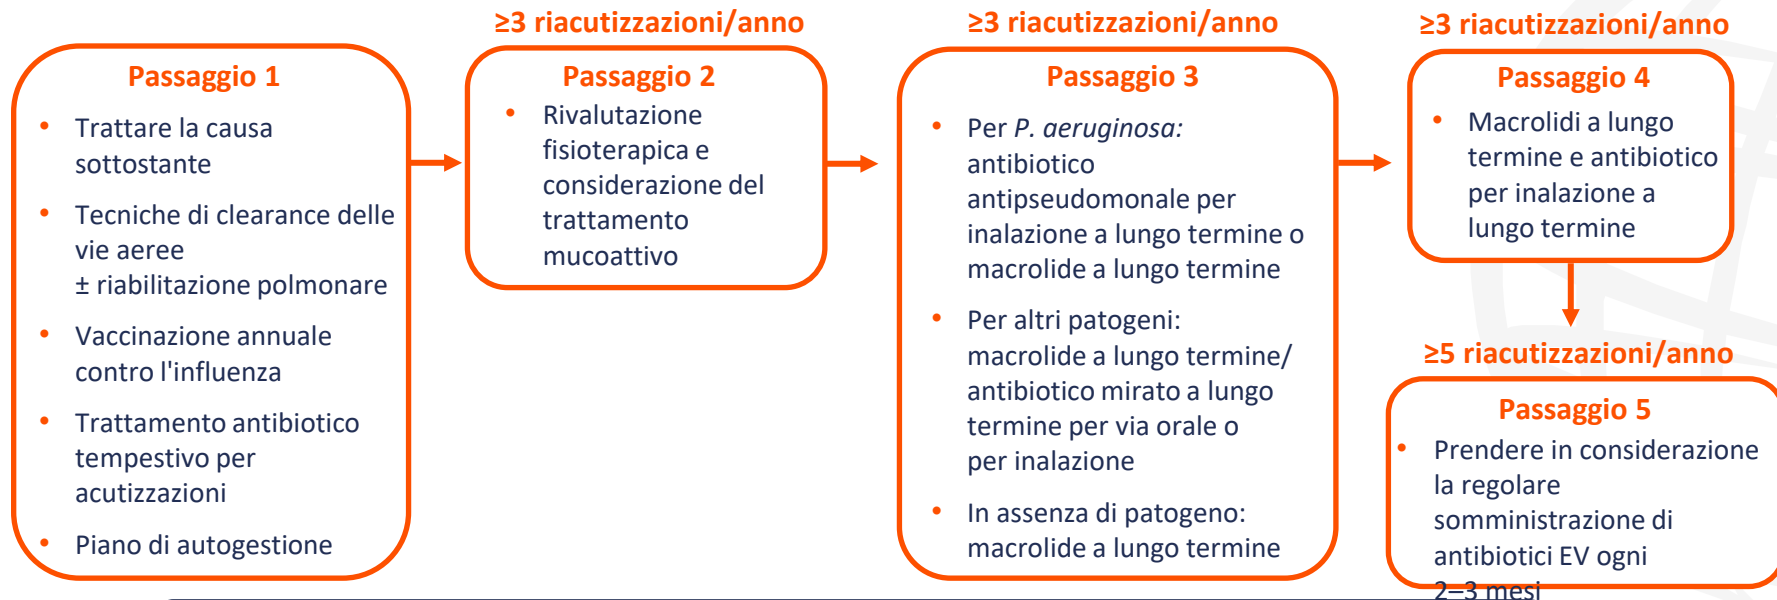 Passaggio 1
• Trattare la causa
sottostante
• Tecniche di clearance delle
vie aeree
± riabilitazione polmonare
• Vaccinazione annuale
contro l'influenza
• Trattamento antibiotico
tempestivo per
acutizzazioni
• Piano di autogestione
≥3 riacutizzazioni/anno
Passaggio 2
• Rivalutazione
fisioterapica e
considerazione del
trattamento
mucoattivo
≥3 riacutizzazioni/anno
Passaggio 3
• Per P. aeruginosa:
antibiotico
antipseudomonale per
inalazione a lungo termine o
macrolide a lungo termine
• Per altri patogeni:
macrolide a lungo termine/
antibiotico mirato a lungo
termine per via orale o
per inalazione
• In assenza di patogeno:
macrolide a lungo termine
≥3 riacutizzazioni/anno
Passaggio 4
• Macrolidi a lungo
termine e antibiotico
per inalazione a
lungo termine
≥5 riacutizzazioni/anno
Passaggio 5
• Prendere in considerazione
la regolare
somministrazione di
antibiotici EV ogni
2–3 mesi